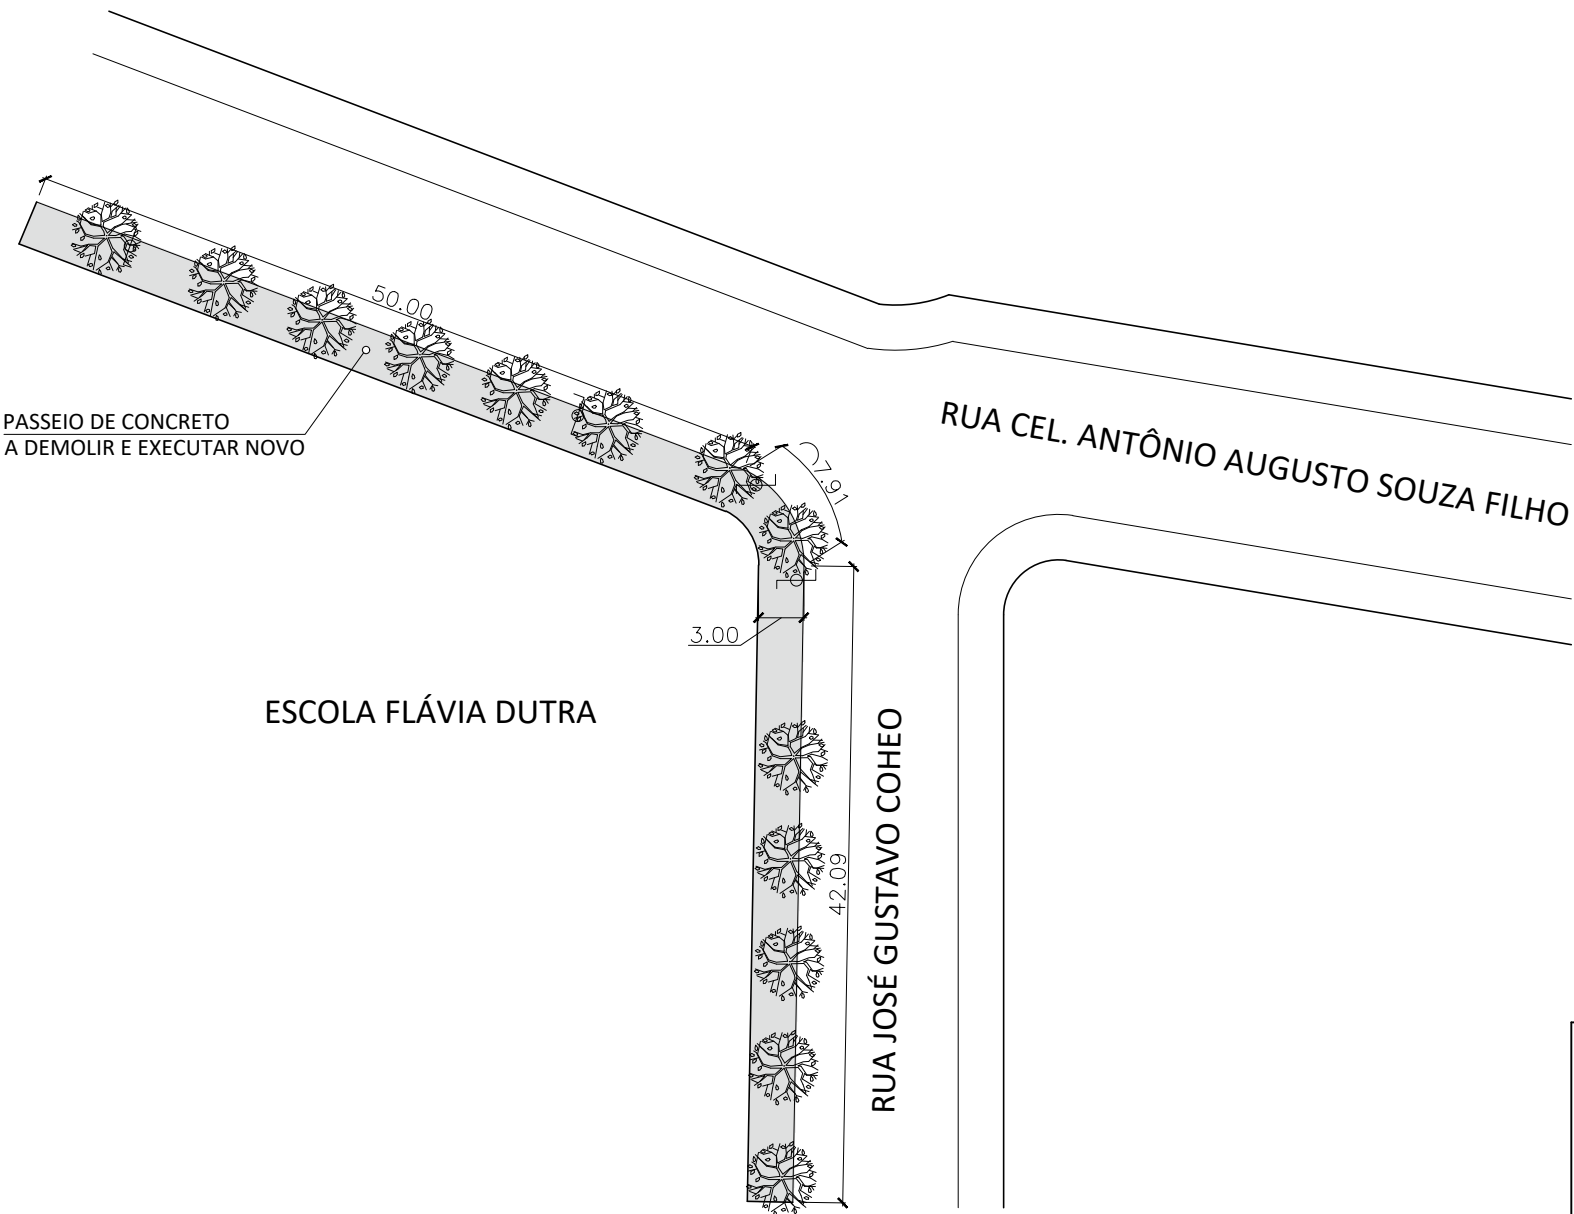 50.00
PASSEIO DE CONCRETO
A DEMOLIR E EXECUTAR NOVO
RUA CEL. ANTÔNIO AUGUSTO SOUZA FILHO
⌒7.91
3.00
ESCOLA FLÁVIA DUTRA
RUA JOSÉ GUSTAVO COHEO
42.09